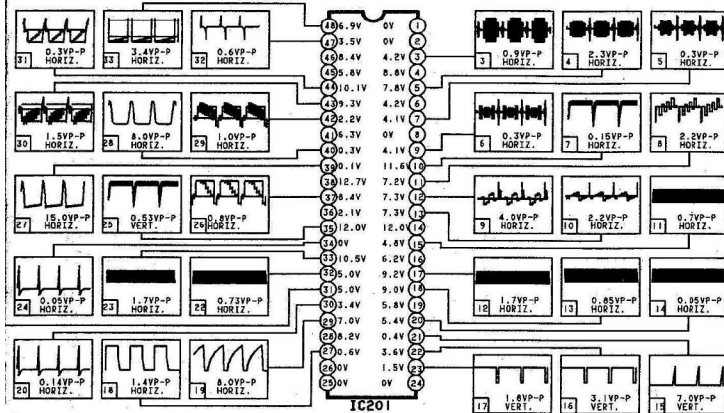 31 0.3VP-P HORIZ.
33 3.4VP-P HORIZ.
32 0.6VP-P HORIZ.
30 1.5VP-P HORIZ.
28 8.0VP-P HORIZ.
29 1.0VP-P HORIZ.
27 15.0VP-P HORIZ.
25 0.53VP-P VERT.
26 0.8VP-P HORIZ.
24 0.05VP-P HORIZ.
23 1.7VP-P HORIZ.
22 0.73VP-P HORIZ.
20 0.14VP-P HORIZ.
18 1.4VP-P HORIZ.
19 8.0VP-P HORIZ.
48 6.9V 0V 1
47 3.5V 0V 2
46 8.4V 4.2V 3
45 5.8V 8.8V 4
44 10.1V 7.8V 5
43 9.3V 4.2V 6
42 2.2V 4.1V 7
41 6.3V 0V 8
40 0.3V 4.1V 9
39 0.1V 11.6V 10
38 12.7V 7.2V 11
37 8.4V 7.3V 12
36 2.1V 7.3V 13
35 12.0V 12.0V 14
34 0V 4.8V 15
33 10.5V 6.2V 16
32 5.0V 9.2V 17
31 5.0V 9.0V 18
30 3.4V 5.8V 19
29 7.0V 5.4V 20
28 8.2V 0.4V 21
27 0.6V 3.6V 22
26 0V 1.5V 23
25 0V 0V 24
IC201
3 0.9VP-P HORIZ.
4 2.3VP-P HORIZ.
5 0.3VP-P HORIZ.
6 0.3VP-P HORIZ.
7 0.15VP-P HORIZ.
8 2.2VP-P HORIZ.
9 4.0VP-P HORIZ.
10 2.2VP-P HORIZ.
11 0.7VP-P HORIZ.
12 1.7VP-P HORIZ.
13 0.85VP-P HORIZ.
14 0.05VP-P HORIZ.
17 1.8VP-P VERT.
16 3.1VP-P VERT.
15 7.0VP-P VERT.